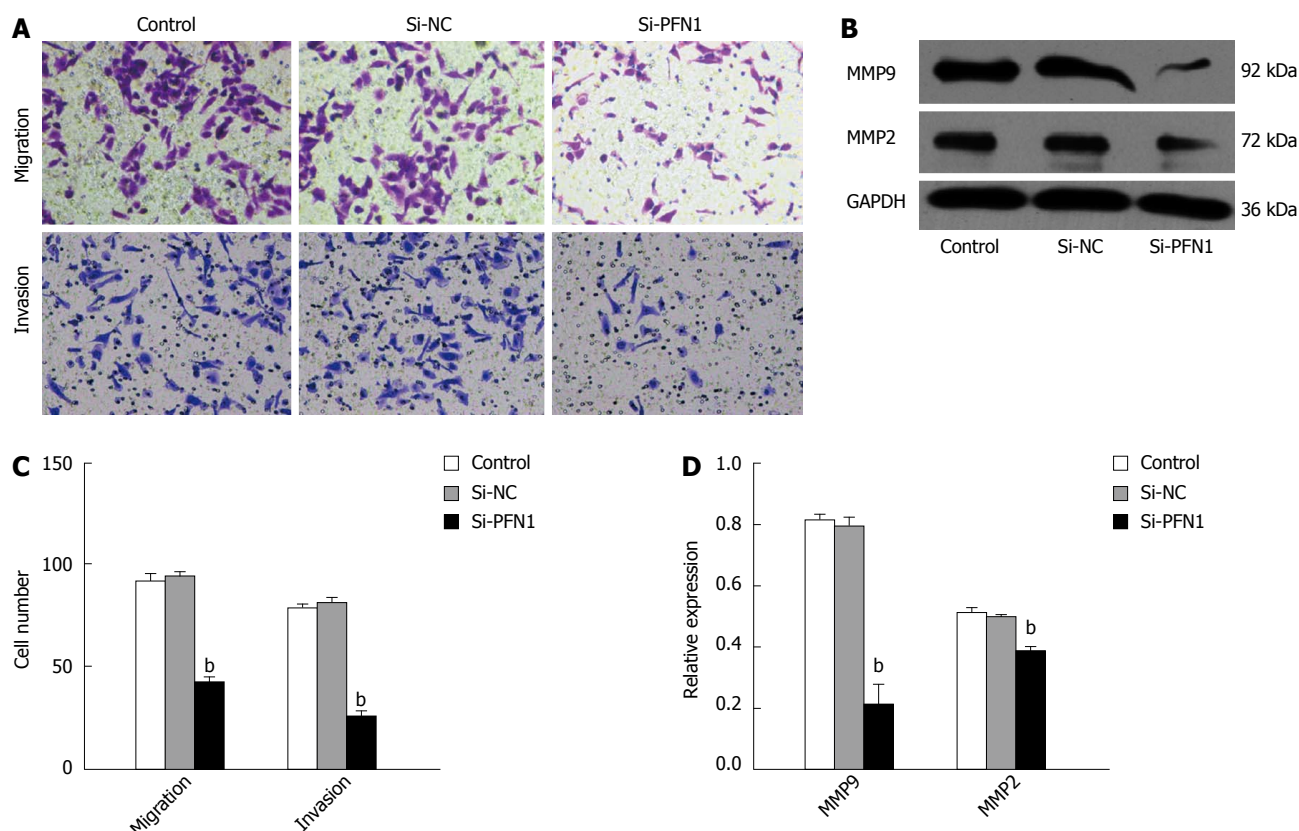 A
Control
Si-NC
Si-PFN1
Migration
Invasion
B
MMP9
92 kDa
MMP2
72 kDa
GAPDH
36 kDa
Control
Si-NC
Si-PFN1
C
150
100
50
0
Cell number
b
b
Migration
Invasion
Control
Si-NC
Si-PFN1
D
1.0
0.8
0.6
0.4
0.2
0.0
Relative expression
b
b
MMP9
MMP2
Control
Si-NC
Si-PFN1